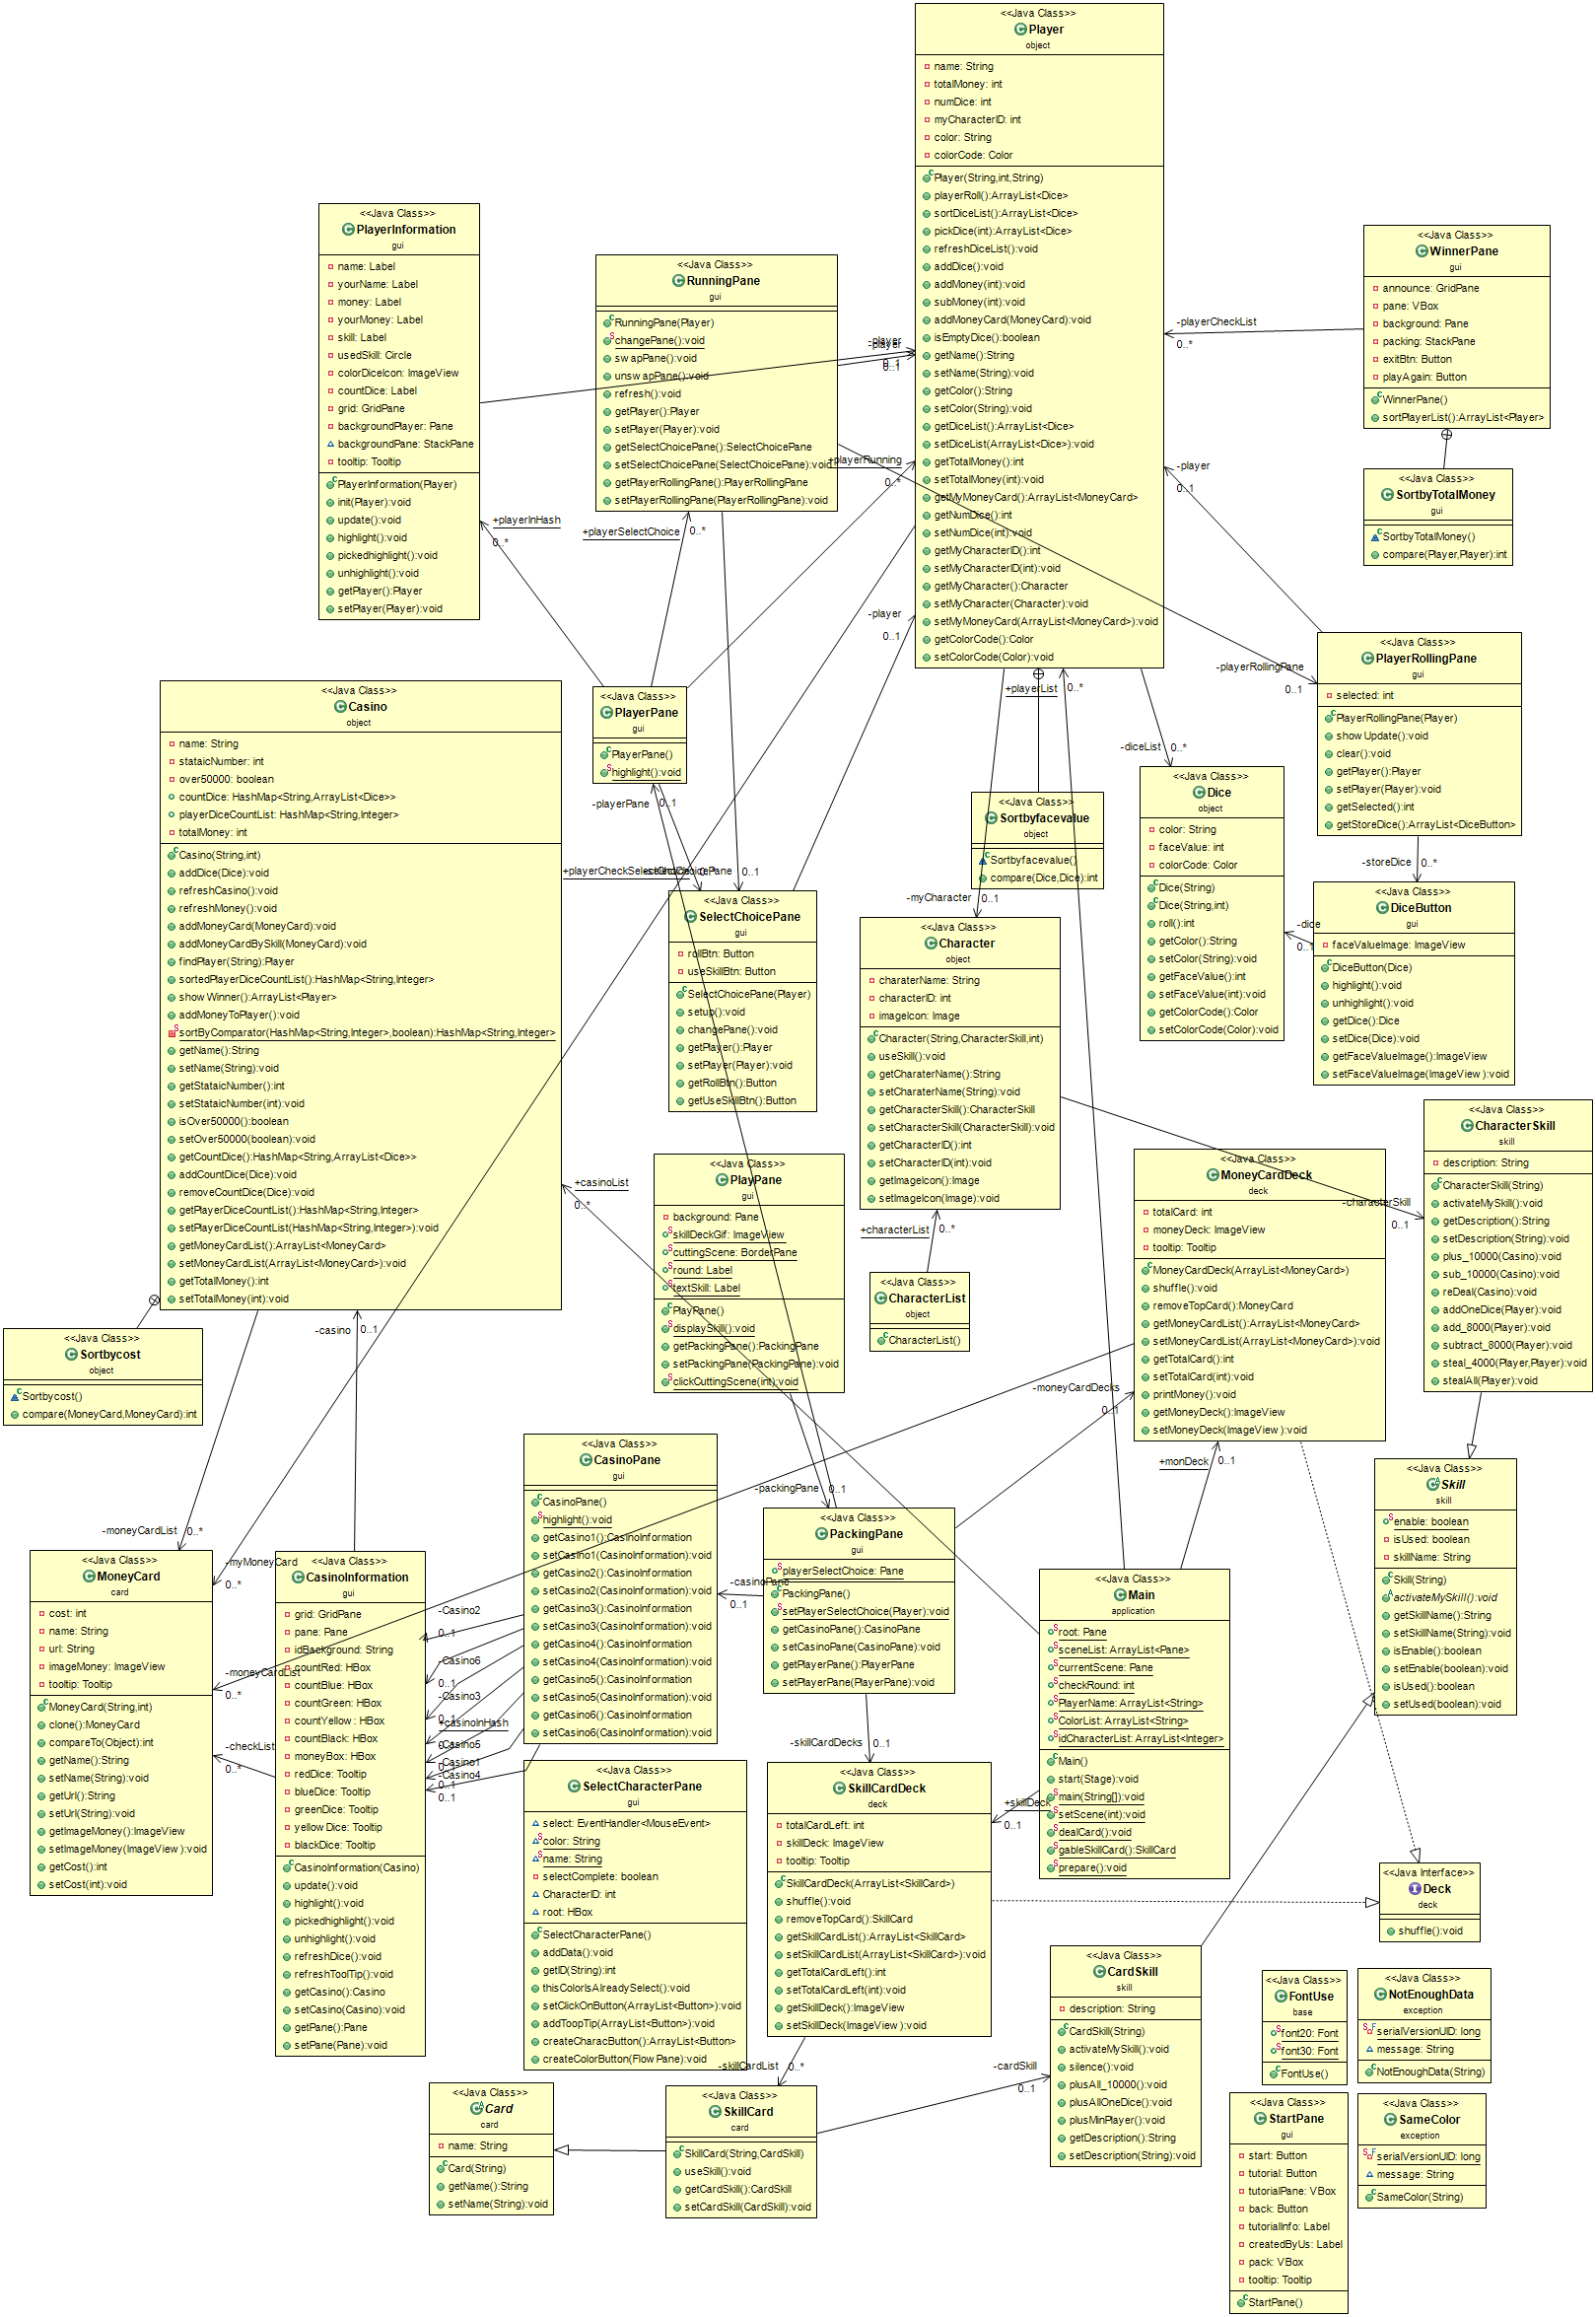 <<Java Class>>
Player
object
name: String
totalMoney: int
numDice: int
myCharacterID: int
color: String
colorCode: Color
Player(String,int,String)
playerRoll():ArrayList<Dice>
sortDiceList():ArrayList<Dice>
pickDice(int):ArrayList<Dice>
refreshDiceList():void
addDice():void
addMoney(int):void
subMoney(int):void
addMoneyCard(MoneyCard):void
isEmptyDice():boolean
getName():String
setName(String):void
getColor():String
setColor(String):void
getDiceList():ArrayList<Dice>
setDiceList(ArrayList<Dice>):void
getTotalMoney():int
setTotalMoney(int):void
getMyMoneyCard():ArrayList<MoneyCard>
getNumDice():int
setNumDice(int):void
getMyCharacterID():int
setMyCharacterID(int):void
getMyCharacter():Character
setMyCharacter(Character):void
setMyMoneyCard(ArrayList<MoneyCard>):void
getColorCode():Color
setColorCode(Color):void
<<Java Class>>
PlayerInformation
gui
name: Label
yourName: Label
money: Label
yourMoney: Label
skill: Label
usedSkill: Circle
colorDiceIcon: ImageView
countDice: Label
grid: GridPane
backgroundPlayer: Pane
backgroundPane: StackPane
tooltip: Tooltip
PlayerInformation(Player)
init(Player):void
update():void
highlight():void
pickedhighlight():void
unhighlight():void
getPlayer():Player
setPlayer(Player):void
<<Java Class>>
RunningPane
gui
RunningPane(Player)
changePane():void
swapPane():void
unswapPane():void
refresh():void
getPlayer():Player
setPlayer(Player):void
getSelectChoicePane():SelectChoicePane
setSelectChoicePane(SelectChoicePane):void
getPlayerRollingPane():PlayerRollingPane
setPlayerRollingPane(PlayerRollingPane):void
<<Java Class>>
WinnerPane
gui
announce: GridPane
pane: VBox
background: Pane
packing: StackPane
exitBtn: Button
playAgain: Button
WinnerPane()
sortPlayerList():ArrayList<Player>
<<Java Class>>
SortbyTotalMoney
gui
SortbyTotalMoney()
compare(Player,Player):int
-playerCheckList
0..*
-player
0..1
+playerRunning
0..*
+playerInHash
0..*
+playerSelectChoice
0..*
-player
0..1
-player
0..1
-playerRollingPane
0..1
<<Java Class>>
PlayerRollingPane
gui
selected: int
PlayerRollingPane(Player)
showUpdate():void
clear():void
getPlayer():Player
setPlayer(Player):void
getSelected():int
getStoreDice():ArrayList<DiceButton>
<<Java Class>>
PlayerPane
gui
PlayerPane()
highlight():void
-playerPane
0..1
+playerList
0..*
-diceList
0..*
<<Java Class>>
Casino
object
name: String
stataicNumber: int
over50000: boolean
countDice: HashMap<String,ArrayList<Dice>>
playerDiceCountList: HashMap<String,Integer>
totalMoney: int
Casino(String,int)
addDice(Dice):void
refreshCasino():void
refreshMoney():void
addMoneyCard(MoneyCard):void
addMoneyCardBySkill(MoneyCard):void
findPlayer(String):Player
sortedPlayerDiceCountList():HashMap<String,Integer>
showWinner():ArrayList<Player>
addMoneyToPlayer():void
sortByComparator(HashMap<String,Integer>,boolean):HashMap<String,Integer>
getName():String
setName(String):void
getStataicNumber():int
setStataicNumber(int):void
isOver50000():boolean
setOver50000(boolean):void
getCountDice():HashMap<String,ArrayList<Dice>>
addCountDice(Dice):void
removeCountDice(Dice):void
getPlayerDiceCountList():HashMap<String,Integer>
setPlayerDiceCountList(HashMap<String,Integer>):void
getMoneyCardList():ArrayList<MoneyCard>
setMoneyCardList(ArrayList<MoneyCard>):void
getTotalMoney():int
setTotalMoney(int):void
<<Java Class>>
Sortbyfacevalue
object
Sortbyfacevalue()
compare(Dice,Dice):int
<<Java Class>>
Dice
object
color: String
faceValue: int
colorCode: Color
Dice(String)
Dice(String,int)
roll():int
getColor():String
setColor(String):void
getFaceValue():int
setFaceValue(int):void
getColorCode():Color
setColorCode(Color):void
-storeDice
0..*
<<Java Class>>
DiceButton
gui
faceValueImage: ImageView
DiceButton(Dice)
highlight():void
unhighlight():void
getDice():Dice
setDice(Dice):void
getFaceValueImage():ImageView
setFaceValueImage(ImageView):void
-dice
0..1
0..1
<<Java Class>>
SelectChoicePane
gui
rollBtn: Button
useSkillBtn: Button
SelectChoicePane(Player)
setup():void
changePane():void
getPlayer():Player
setPlayer(Player):void
getRollBtn():Button
getUseSkillBtn():Button
-myCharacter
0..1
<<Java Class>>
Character
object
charaterName: String
characterID: int
imageIcon: Image
Character(String,CharacterSkill,int)
useSkill():void
getCharaterName():String
setCharaterName(String):void
getCharacterSkill():CharacterSkill
setCharacterSkill(CharacterSkill):void
getCharacterID():int
setCharacterID(int):void
getImageIcon():Image
setImageIcon(Image):void
+characterList
0..*
<<Java Class>>
CharacterList
object
CharacterList()
<<Java Class>>
CharacterSkill
skill
description: String
CharacterSkill(String)
activateMySkill():void
getDescription():String
setDescription(String):void
plus_10000(Casino):void
sub_10000(Casino):void
reDeal(Casino):void
addOneDice(Player):void
add_8000(Player):void
subtract_8000(Player):void
steal_4000(Player,Player):void
stealAll(Player):void
-characterSkill
0..1
<<Java Class>>
MoneyCardDeck
deck
totalCard: int
moneyDeck: ImageView
tooltip: Tooltip
MoneyCardDeck(ArrayList<MoneyCard>)
shuffle():void
removeTopCard():MoneyCard
getMoneyCardList():ArrayList<MoneyCard>
setMoneyCardList(ArrayList<MoneyCard>):void
getTotalCard():int
setTotalCard(int):void
printMoney():void
getMoneyDeck():ImageView
setMoneyDeck(ImageView):void
<<Java Class>>
PlayPane
gui
background: Pane
skillDeckGif: ImageView
cuttingScene: BorderPane
round: Label
textSkill: Label
PlayPane()
displaySkill():void
getPackingPane():PackingPane
setPackingPane(PackingPane):void
clickCuttingScene(int):void
+casinoList
0..*
-casino
0..1
<<Java Class>>
Sortbycost
object
Sortbycost()
compare(MoneyCard,MoneyCard):int
-moneyCardDecks
0..1
+monDeck
0..1
-packingPane
0..1
<<Java Class>>
CasinoPane
gui
CasinoPane()
highlight():void
getCasino1():CasinoInformation
setCasino1(CasinoInformation):void
getCasino2():CasinoInformation
setCasino2(CasinoInformation):void
getCasino3():CasinoInformation
setCasino3(CasinoInformation):void
getCasino4():CasinoInformation
setCasino4(CasinoInformation):void
getCasino5():CasinoInformation
setCasino5(CasinoInformation):void
getCasino6():CasinoInformation
setCasino6(CasinoInformation):void
<<Java Class>>
PackingPane
gui
playerSelectChoice: Pane
PackingPane()
setPlayerSelectChoice(Player):void
getCasinoPane():CasinoPane
setCasinoPane(CasinoPane):void
getPlayerPane():PlayerPane
setPlayerPane(PlayerPane):void
-casinoPane
0..1
<<Java Class>>
Skill
skill
enable: boolean
isUsed: boolean
skillName: String
Skill(String)
activateMySkill():void
getSkillName():String
setSkillName(String):void
isEnable():boolean
setEnable(boolean):void
isUsed():boolean
setUsed(boolean):void
-moneyCardList
0..*
<<Java Class>>
MoneyCard
card
cost: int
name: String
url: String
imageMoney: ImageView
tooltip: Tooltip
MoneyCard(String,int)
clone():MoneyCard
compareTo(Object):int
getName():String
setName(String):void
getUrl():String
setUrl(String):void
getImageMoney():ImageView
setImageMoney(ImageView):void
getCost():int
setCost(int):void
-myMoneyCard
0..*
-moneyCardList
0..*
-checkList
0..*
<<Java Class>>
CasinoInformation
gui
grid: GridPane
pane: Pane
idBackground: String
countRed: HBox
countBlue: HBox
countGreen: HBox
countYellow: HBox
countBlack: HBox
moneyBox: HBox
redDice: Tooltip
blueDice: Tooltip
greenDice: Tooltip
yellowDice: Tooltip
blackDice: Tooltip
CasinoInformation(Casino)
update():void
highlight():void
pickedhighlight():void
unhighlight():void
refreshDice():void
refreshToolTip():void
getCasino():Casino
setCasino(Casino):void
getPane():Pane
setPane(Pane):void
-Casino2
0..1
-Casino6
0..1
-Casino3
0..1
+casinoInHash
-Casino5
-Casino1
0..1
-Casino4
0..1
<<Java Class>>
Main
application
root: Pane
sceneList: ArrayList<Pane>
currentScene: Pane
checkRound: int
PlayerName: ArrayList<String>
ColorList: ArrayList<String>
idCharacterList: ArrayList<Integer>
Main()
start(Stage):void
main(String[]):void
setScene(int):void
dealCard():void
gableSkillCard():SkillCard
prepare():void
-skillCardDecks
0..1
+skillDeck
0..1
<<Java Class>>
SelectCharacterPane
gui
select: EventHandler<MouseEvent>
color: String
name: String
selectComplete: boolean
CharacterID: int
root: HBox
SelectCharacterPane()
addData():void
getID(String):int
thisColorIsAlreadySelect():void
setClickOnButton(ArrayList<Button>):void
addToopTip(ArrayList<Button>):void
createCharacButton():ArrayList<Button>
createColorButton(FlowPane):void
<<Java Class>>
SkillCardDeck
deck
totalCardLeft: int
skillDeck: ImageView
tooltip: Tooltip
SkillCardDeck(ArrayList<SkillCard>)
shuffle():void
removeTopCard():SkillCard
getSkillCardList():ArrayList<SkillCard>
setSkillCardList(ArrayList<SkillCard>):void
getTotalCardLeft():int
setTotalCardLeft(int):void
getSkillDeck():ImageView
setSkillDeck(ImageView):void
<<Java Interface>>
Deck
deck
shuffle():void
<<Java Class>>
CardSkill
skill
description: String
CardSkill(String)
activateMySkill():void
silence():void
plusAll_10000():void
plusAllOneDice():void
plusMinPlayer():void
getDescription():String
setDescription(String):void
-skillCardList
0..*
-cardSkill
0..1
<<Java Class>>
Card
card
name: String
Card(String)
getName():String
setName(String):void
<<Java Class>>
SkillCard
card
SkillCard(String,CardSkill)
useSkill():void
getCardSkill():CardSkill
setCardSkill(CardSkill):void
<<Java Class>>
FontUse
base
font20: Font
font30: Font
FontUse()
<<Java Class>>
NotEnoughData
exception
serialVersionUID: long
message: String
NotEnoughData(String)
<<Java Class>>
StartPane
gui
start: Button
tutorial: Button
tutorialPane: VBox
back: Button
tutorialInfo: Label
createdByUs: Label
pack: VBox
tooltip: Tooltip
StartPane()
<<Java Class>>
SameColor
exception
serialVersionUID: long
message: String
SameColor(String)